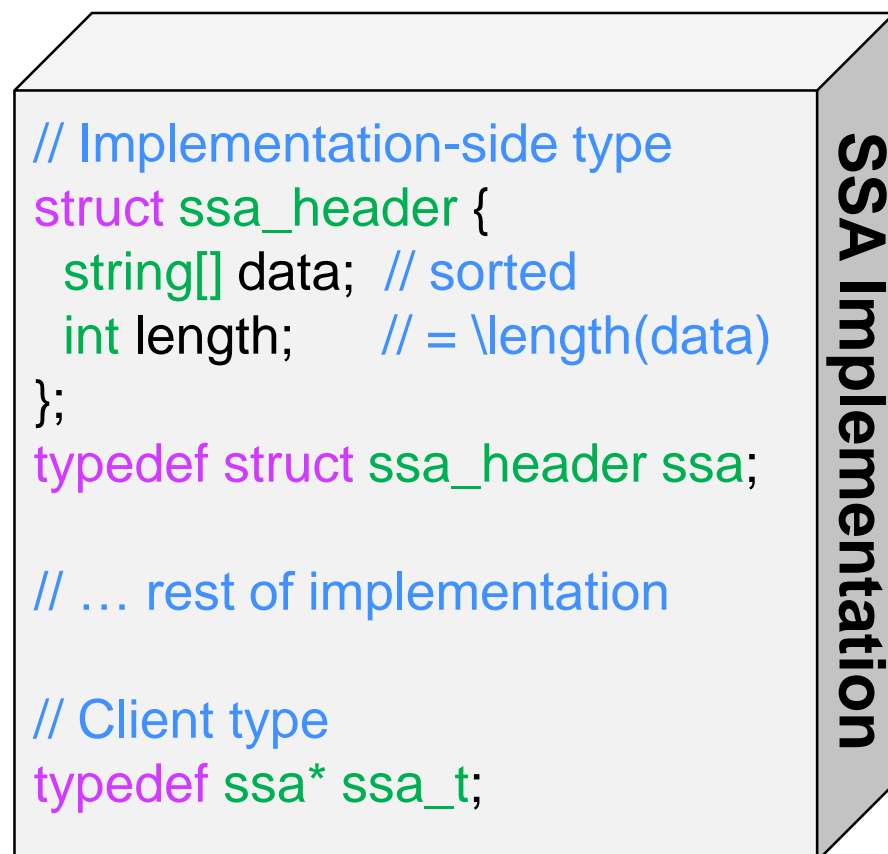 // Implementation-side type
struct ssa_header {
  string[] data;  // sorted
  int length;      // = \length(data)
};
typedef struct ssa_header ssa;
// … rest of implementation
// Client type
typedef ssa* ssa_t;
SSA Implementation